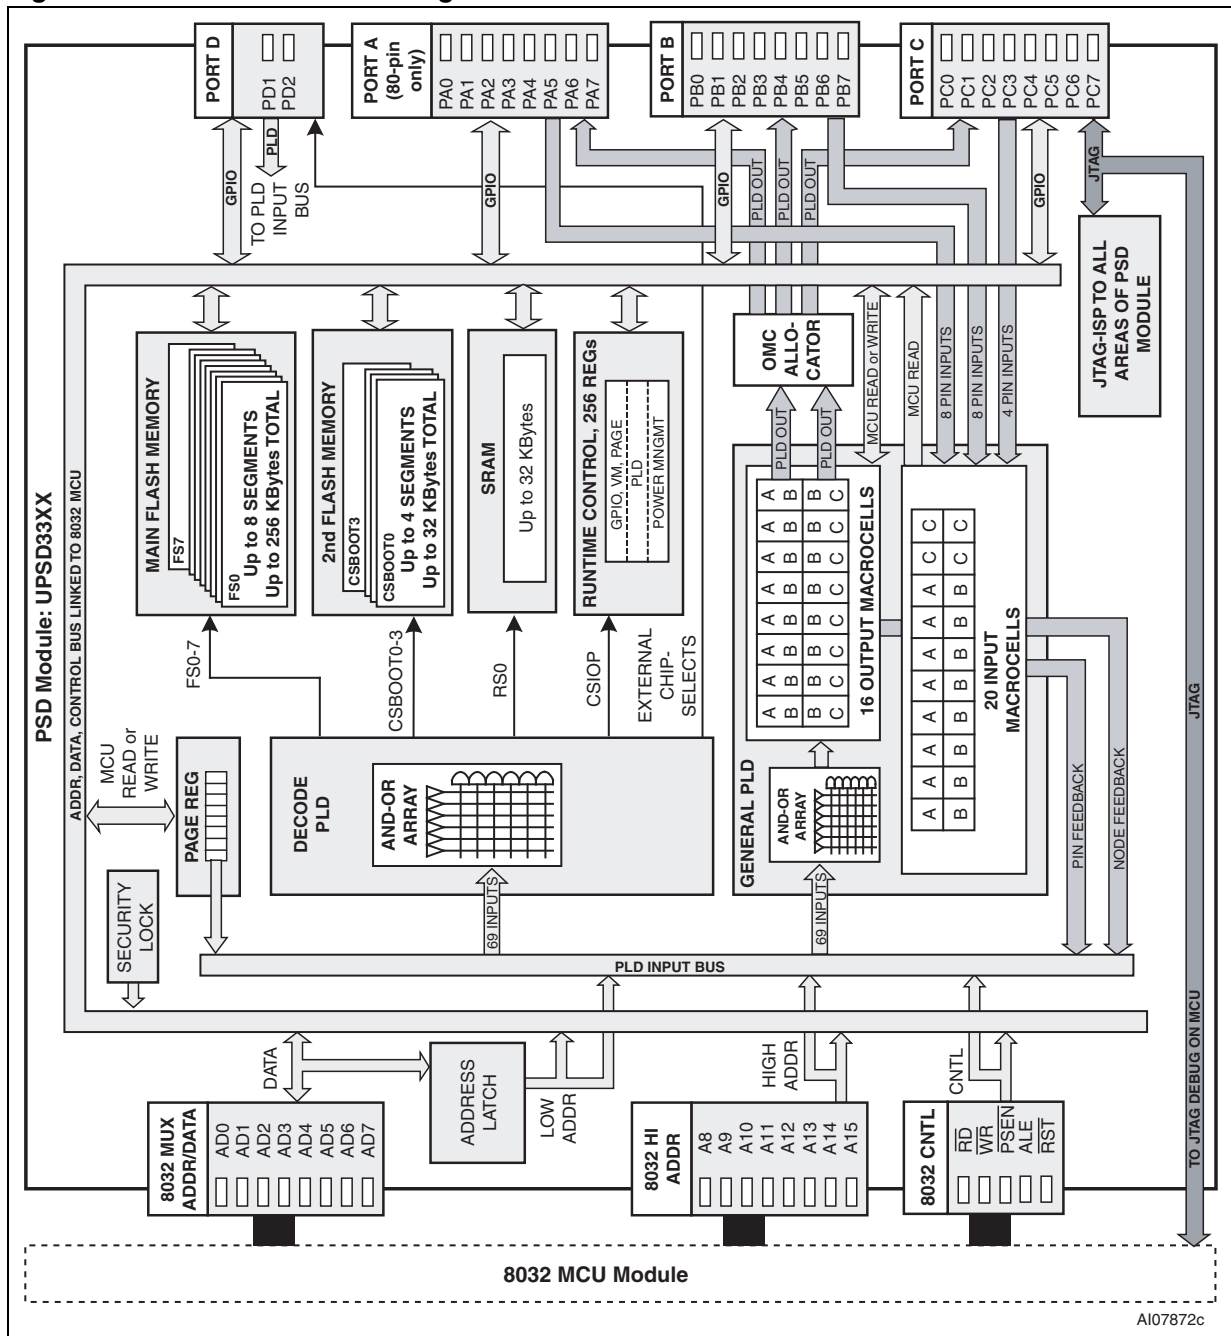 PORT D
PD1
PD2
PORT A
(80-pin
only)
PA0
PA1
PA2
PA3
PA4
PA5
PA6
PA7
PORT B
PB0
PB1
PB2
PB3
PB4
PB5
PB6
PB7
PORT C
PC0
PC1
PC2
PC3
PC4
PC5
PC6
PC7
GPIO
PLD
TO PLD
INPUT
BUS
GPIO
GPIO
PLD OUT
PLD OUT
PLD OUT
GPIO
JTAG
JTAG-ISP TO ALL
AREAS OF PSD
MODULE
OMC
ALLO-
CATOR
MCU READ or WRITE
MCU READ
8 PIN INPUTS
8 PIN INPUTS
4 PIN INPUTS
PLD OUT
PLD OUT
PSD Module: UPSD33XX
ADDR, DATA, CONTROL BUS LINKED TO 8032 MCU
MAIN FLASH MEMORY
FS7
FS0
Up to 8 SEGMENTS
Up to 256 KBytes TOTAL
2nd FLASH MEMORY
CSBOOT3
CSBOOT0
Up to 4 SEGMENTS
Up to 32 KBytes TOTAL
SRAM
Up to 32 KBytes
RUNTIME CONTROL, 256 REGs
GPIO, VM, PAGE
PLD
POWER MNGMT
FS0-7
CSBOOT0-3
RS0
CSIOP
EXTERNAL
CHIP-
SELECTS
A B B C
A B B C
A B B C
A B B C
A B B C
A B B C
A B B C
A B B C
16 OUTPUT MACROCELLS
C C
C C
A B
A B
A B
A B
A B
A B
A B
A B
20 INPUT
MACROCELLS
MCU
READ or
WRITE
PAGE REG
DECODE
PLD
AND-OR
ARRAY
GENERAL PLD
AND-OR
ARRAY
PIN FEEDBACK
NODE FEEDBACK
JTAG
SECURITY
LOCK
69 INPUTS
69 INPUTS
PLD INPUT BUS
DATA
ADDRESS
LATCH
LOW
ADDR
HIGH
ADDR
CNTL
8032 MUX
ADDR/DATA
AD0
AD1
AD2
AD3
AD4
AD5
AD6
AD7
8032 HI
ADDR
A8
A9
A10
A11
A12
A13
A14
A15
8032 CNTL
RD
WR
PSEN
ALE
RST
TO JTAG DEBUG ON MCU
8032 MCU Module
AI07872c